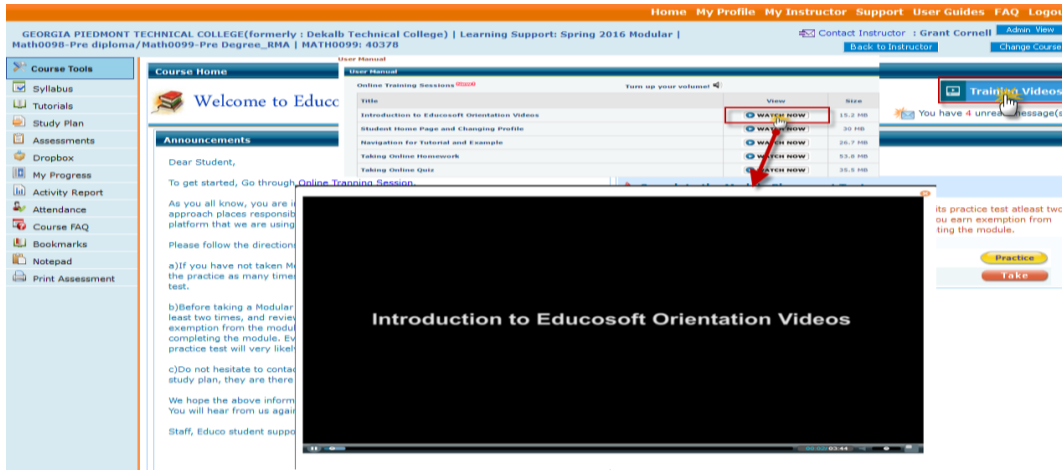 Home My Profile My Instructor Support User Guides FAQ Logou
GEORGIA PIEDMONT TECHNICAL COLLEGE(formerly : Dekalb Technical College) | Learning Support: Spring 2016 Modular |
Math0098-Pre diploma/Math0099-Pre Degree_RMA | MATH0099: 40378
Contact Instructor : Grant Cornell
Admin View
Back to Instructor
Change Course
User Manual
Course Tools
Syllabus
Tutorials
Study Plan
Assessments
Dropbox
My Progress
Activity Report
Attendance
Course FAQ
Bookmarks
Notepad
Print Assessment
Course Home
Welcome to Educo
User Manual
Online Training Sessions
Turn up your volume!
Title View Size
Introduction to Educosoft Orientation Videos WATCH NOW 15.2 MB
Student Home Page and Changing Profile WATCH NOW 30 MB
Navigation for Tutorial and Example WATCH NOW 26.7 MB
Taking Online Homework WATCH NOW 53.8 MB
Taking Online Quiz WATCH NOW 35.5 MB
Training Videos
You have 4 unread message(s
Announcements
Dear Student,
To get started, Go through Online Tranning Session.
As you all know, you are i
approach places responsib
platform that we are using
Please follow the direction
a)If you have not taken M
the practice as many time
test.
b)Before taking a Modular
least two times, and revie
exemption from the modul
completing the module. Ev
practice test will very likel
c)Do not hesitate to contac
study plan, they are there
We hope the above inform
You will hear from us agai
Staff, Educo student suppo
its practice test atleast two
ou earn exemption from
ting the module.
Practice
Take
Introduction to Educosoft Orientation Videos
03:44